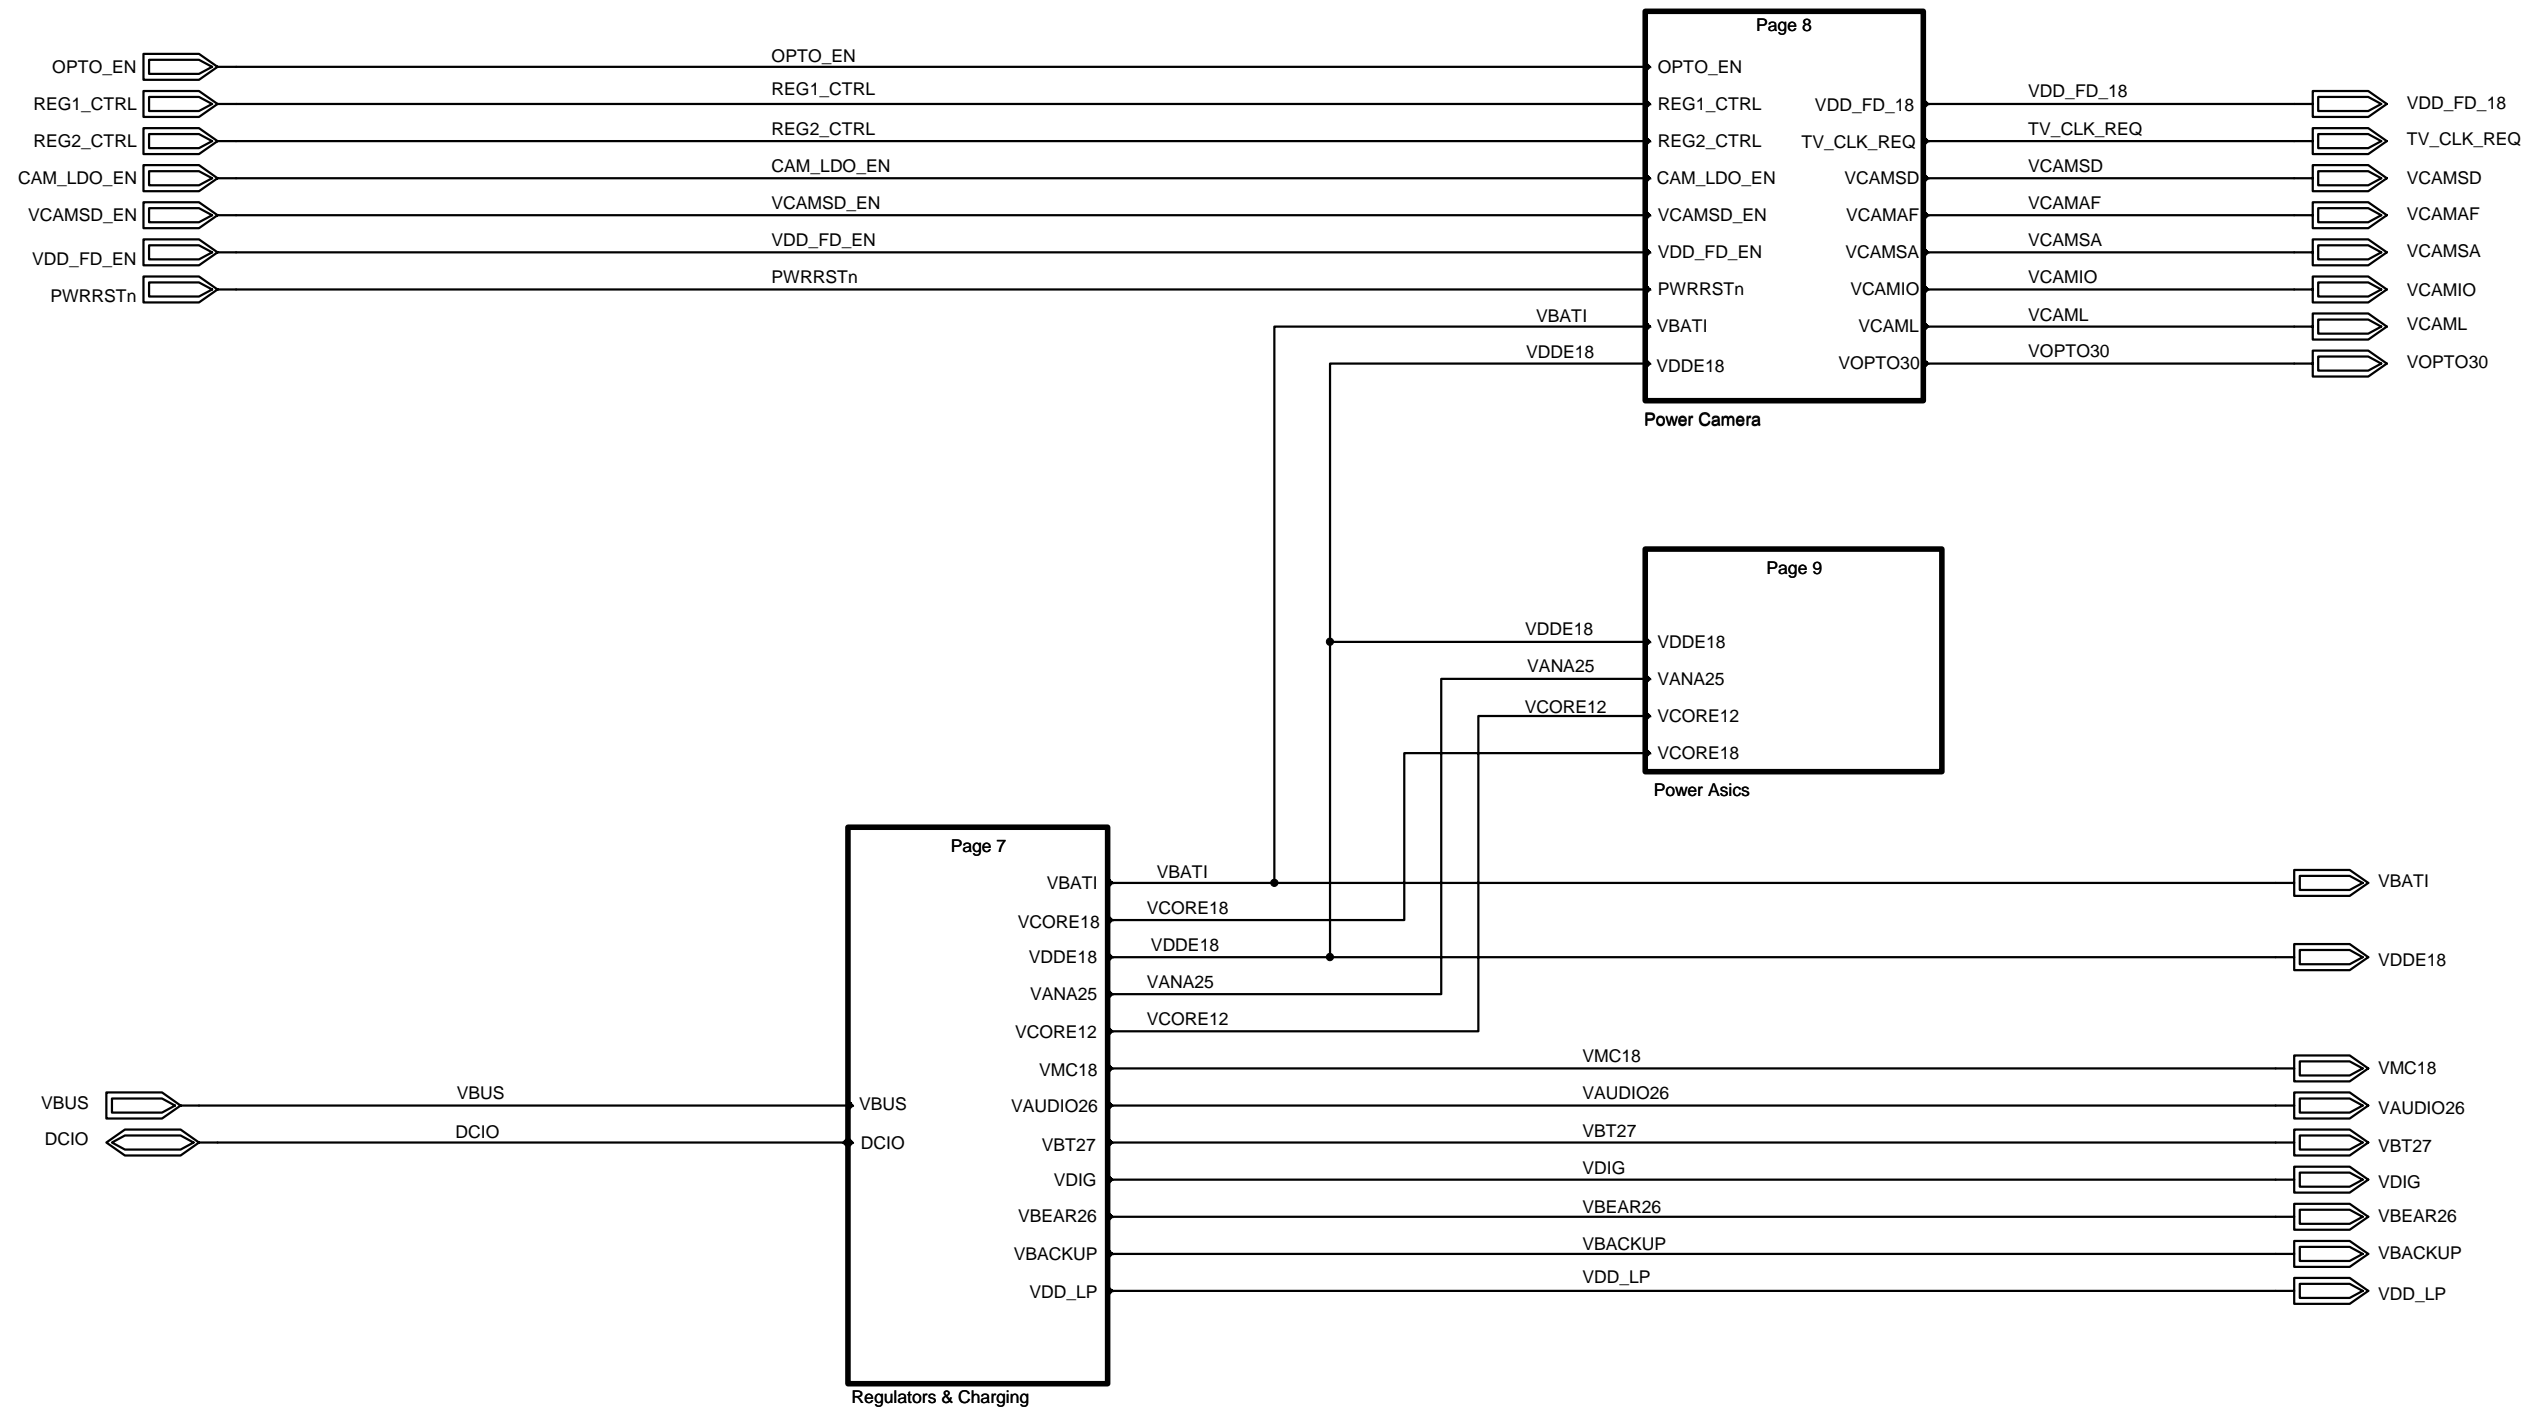 Page 8
OPTO_EN OPTO_EN OPTO_EN
REG1_CTRL REG1_CTRL REG1_CTRL VDD_FD_18 VDD_FD_18 VDD_FD_18
REG2_CTRL REG2_CTRL REG2_CTRL TV_CLK_REQ TV_CLK_REQ TV_CLK_REQ
CAM_LDO_EN CAM_LDO_EN CAM_LDO_EN VCAMSD VCAMSD VCAMSD
VCAMSD_EN VCAMSD_EN VCAMSD_EN VCAMAF VCAMAF VCAMAF
VDD_FD_EN VDD_FD_EN VDD_FD_EN VCAMSA VCAMSA VCAMSA
PWRRSTn PWRRSTn PWRRSTn VCAMIO VCAMIO VCAMIO
VBATI VBATI VCAML VCAML VCAML
VDDE18 VDDE18 VOPTO30 VOPTO30 VOPTO30
Power Camera
Page 9
VDDE18 VDDE18
VANA25 VANA25
VCORE12 VCORE12
VCORE18
Power Asics
Page 7
VBATI VBATI VBATI
VCORE18 VCORE18
VDDE18 VDDE18 VDDE18
VANA25 VANA25
VCORE12 VCORE12
VMC18 VMC18 VMC18
VBUS VBUS VBUS VAUDIO26 VAUDIO26 VAUDIO26
DCIO DCIO DCIO VBT27 VBT27 VBT27
VDIG VDIG VDIG
VBEAR26 VBEAR26 VBEAR26
VBACKUP VBACKUP VBACKUP
VDD_LP VDD_LP VDD_LP
Regulators & Charging